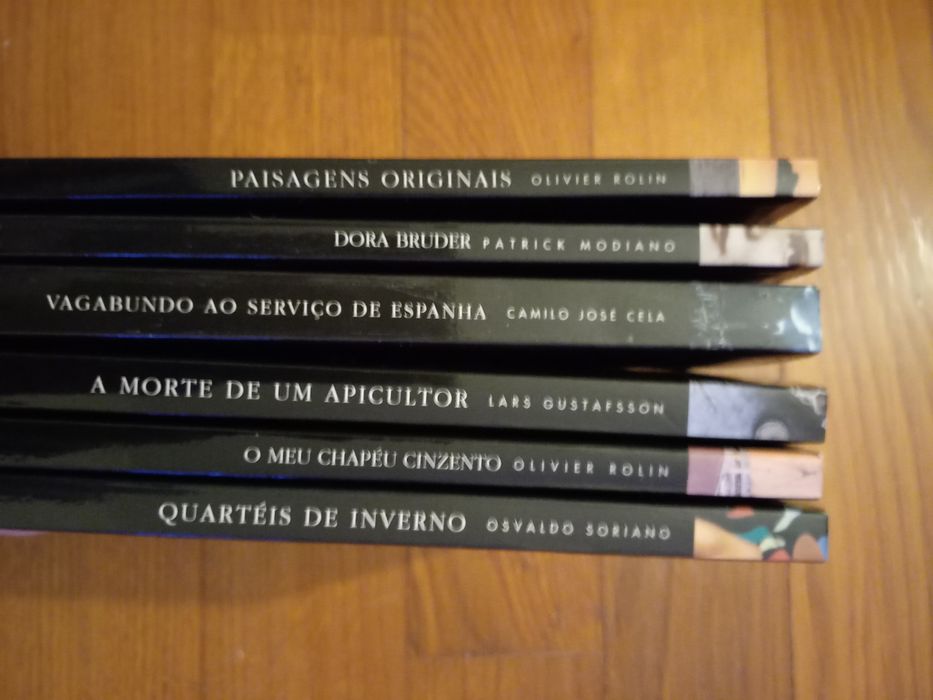 PAISAGENS ORIGINAIS OLIVIER ROLIN
DORA BRUDER PATRICK MODIANO
VAGABUNDO AO SERVIÇO DE ESPANHA CAMILO JOSÉ CELA
A MORTE DE UM APICULTOR LARS GUSTAFSSON
O MEU CHAPÉU CINZENTO OLIVIER ROLIN
QUARTÉIS DE INVERNO OSVALDO SORIANO